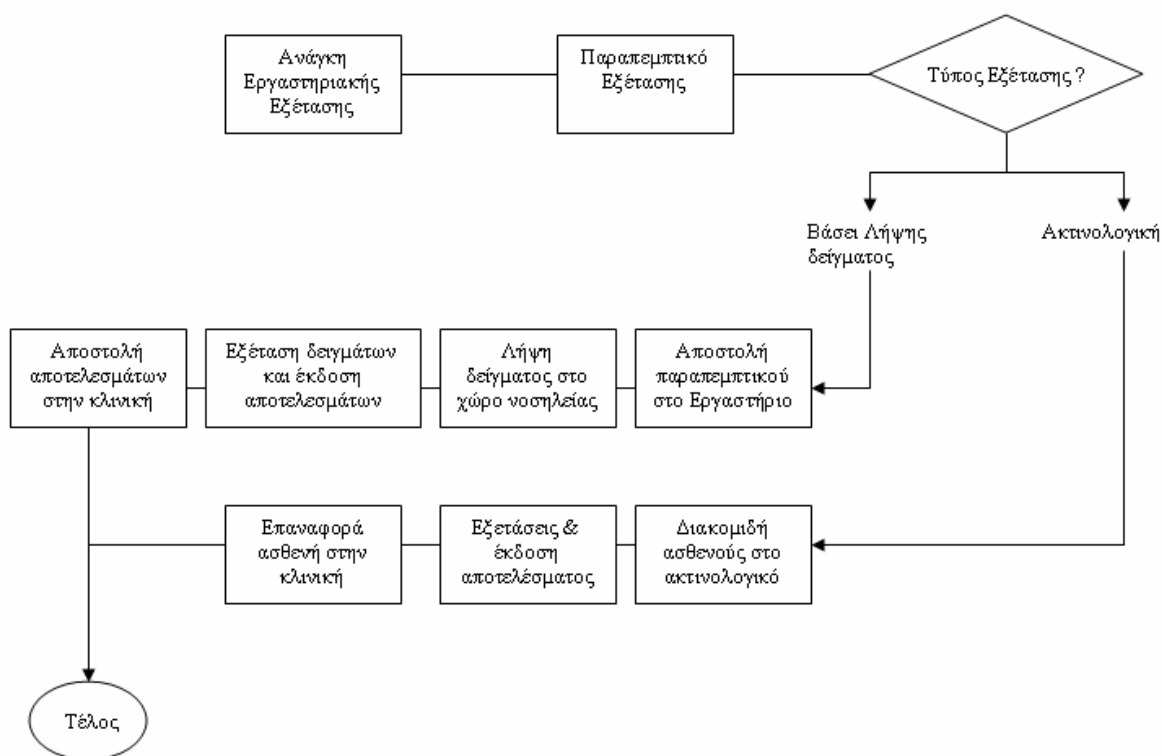 Ανάγκη
Εργαστηριακής
Εξέτασης
Παραπεμπτικό
Εξέτασης
Τύπος Εξέτασης ?
Βάσει Λήψης
δείγματος
Ακτινολογική
Αποστολή
αποτελεσμάτων
στην κλινική
Εξέταση δειγμάτων
και έκδοση
αποτελεσμάτων
Λήψη
δείγματος στο
χώρο νοσηλείας
Αποστολή
παραπεμπτικού
στο Εργαστήριο
Επαναφορά
ασθενή στην
κλινική
Εξετάσεις &
έκδοση
αποτελέσματος
Διακομιδή
ασθενούς στο
ακτινολογικό
Τέλος